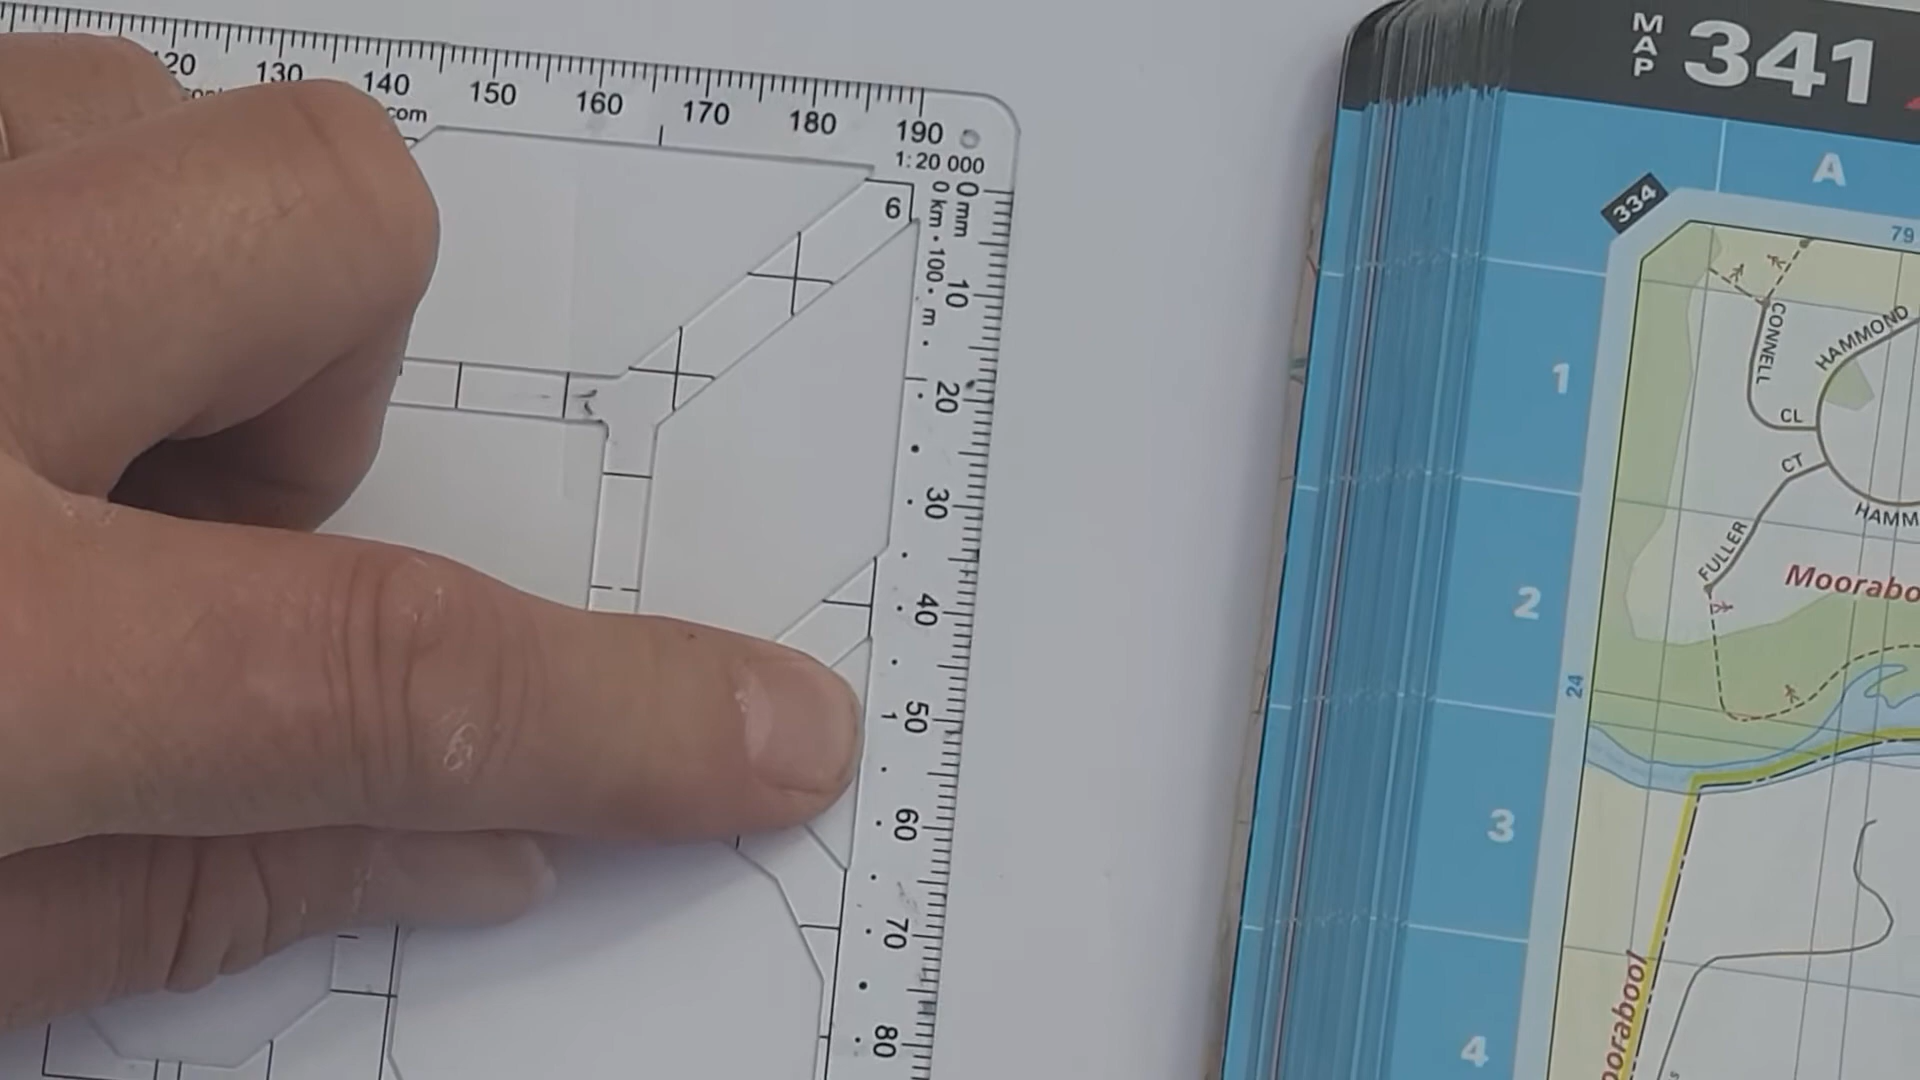 20 130 140 150 160 170 180 190
com
1:20 000
6
0 mm 10 20 30 40 50 60 70 80
0 km • 100 • m •
1
MAP 341
A
334
79
1
2
3
4
24
CONNELL
CL
HAMMOND
CT
FULLER
HAMM
Moorabo
oorabool